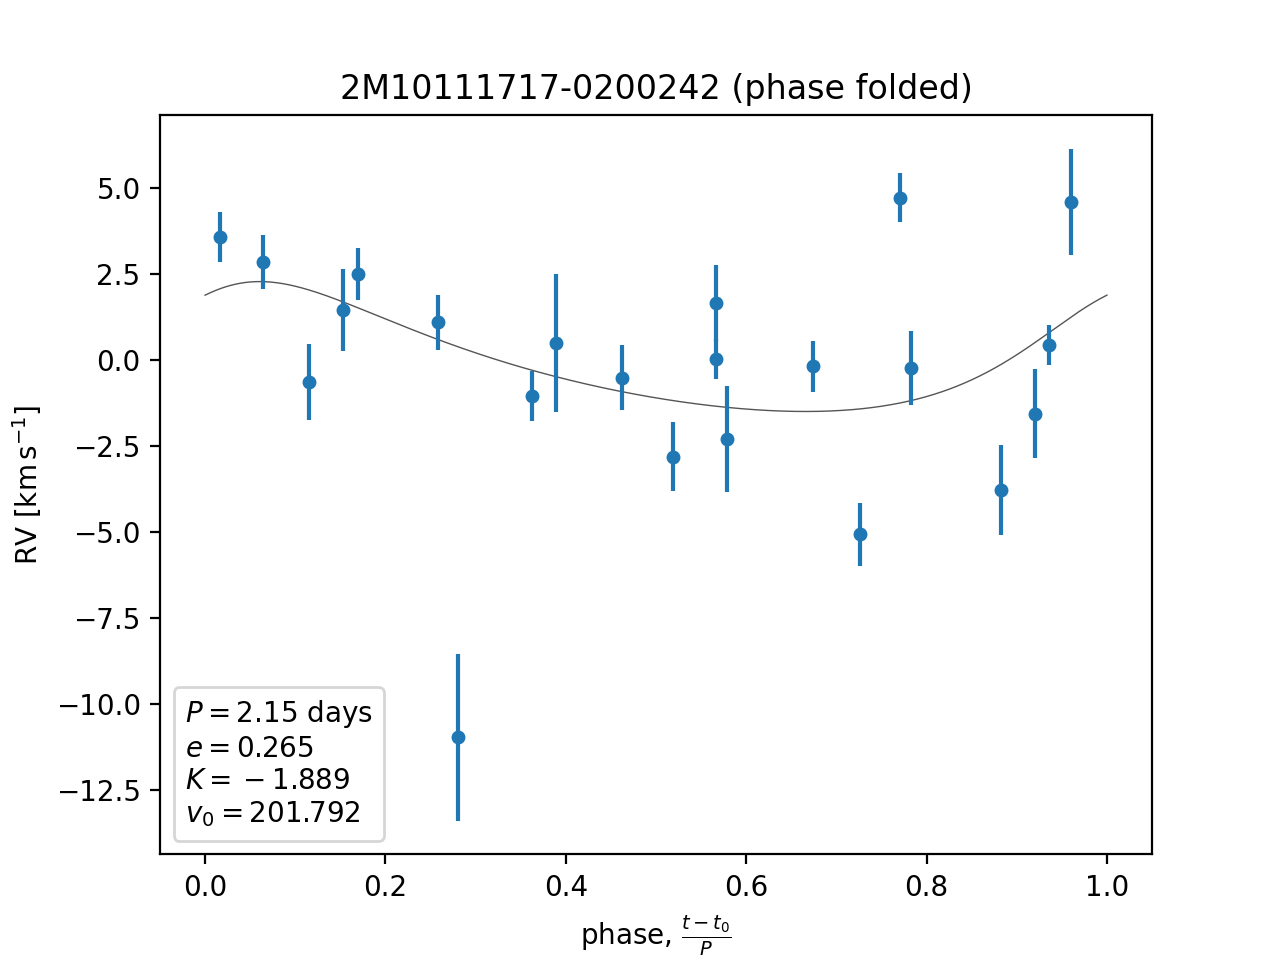 2M10111717-0200242 (phase folded)
RV [km s⁻¹]
5.0
2.5
0.0
−2.5
−5.0
−7.5
−10.0
−12.5
P = 2.15 days
e = 0.265
K = −1.889
v₀ = 201.792
0.0 0.2 0.4 0.6 0.8 1.0
phase, (t − t₀)/P